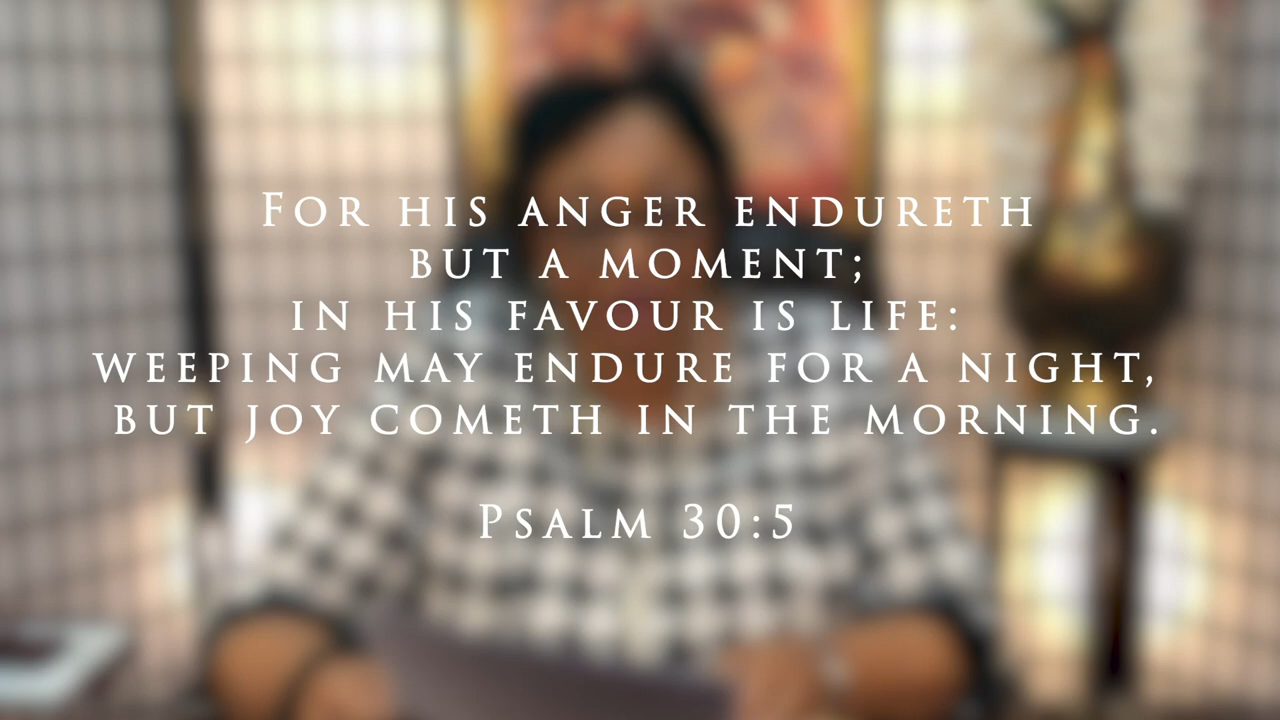 For his anger endureth
but a moment;
in his favour is life:
weeping may endure for a night,
but joy cometh in the morning.
Psalm 30:5